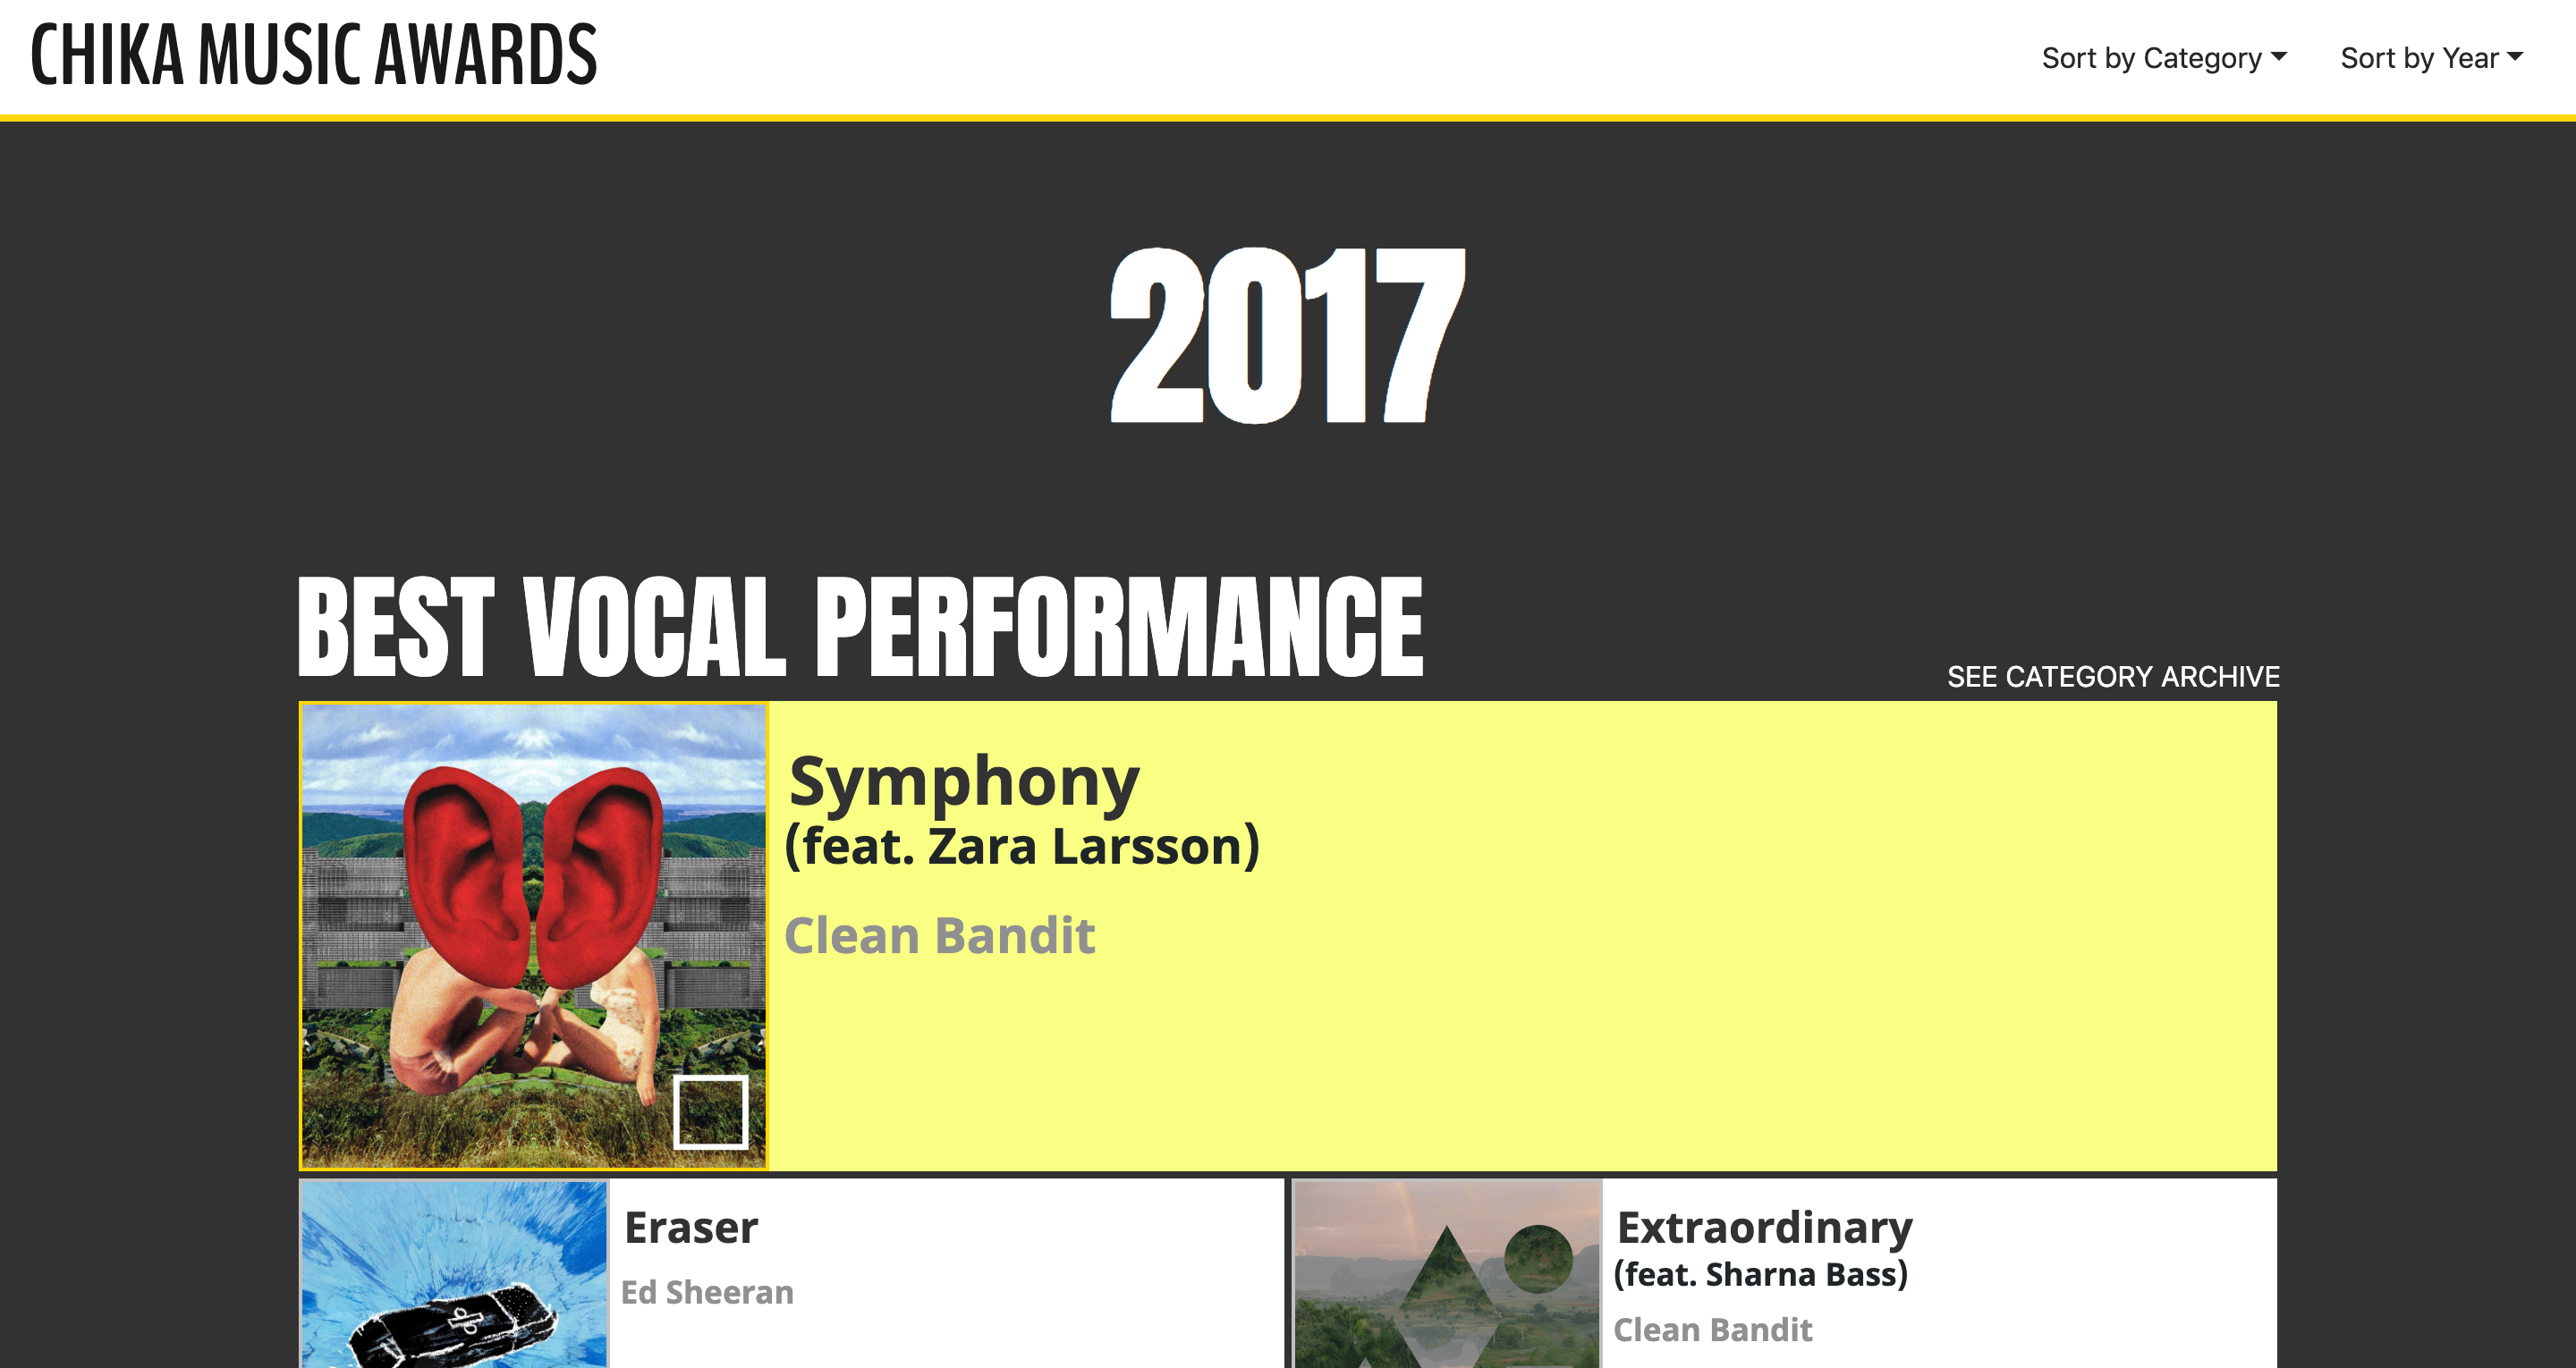 CHIKA MUSIC AWARDS
Sort by Category
Sort by Year
2017
BEST VOCAL PERFORMANCE
SEE CATEGORY ARCHIVE
Symphony
(feat. Zara Larsson)
Clean Bandit
Eraser
Ed Sheeran
Extraordinary
(feat. Sharna Bass)
Clean Bandit